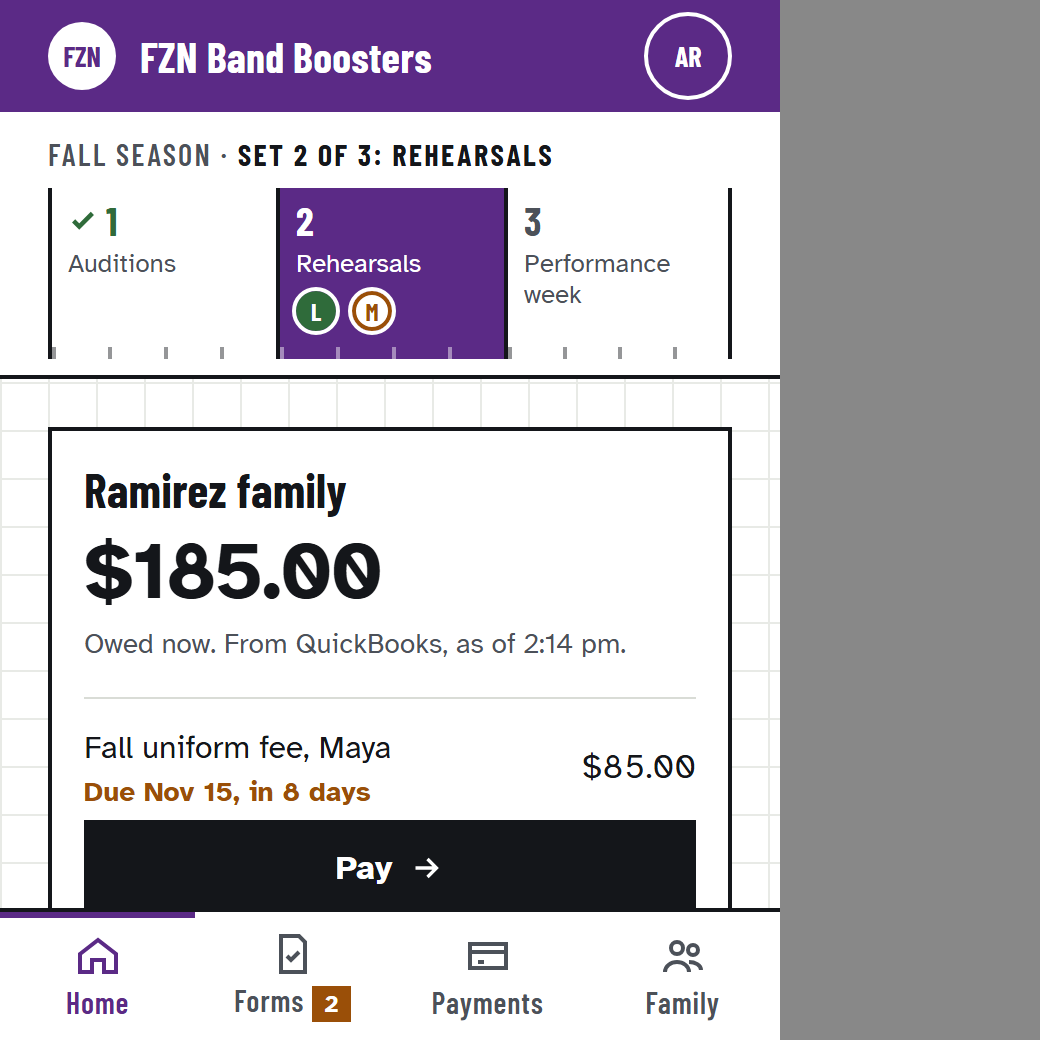 FZN
FZN Band Boosters
AR
FALL SEASON · SET 2 OF 3: REHEARSALS
1
Auditions
2
Rehearsals
L
M
3
Performance
week
Ramirez family
$185.00
Owed now. From QuickBooks, as of 2:14 pm.
Fall uniform fee, Maya
$85.00
Due Nov 15, in 8 days
Pay →
Home
Forms 2
Payments
Family